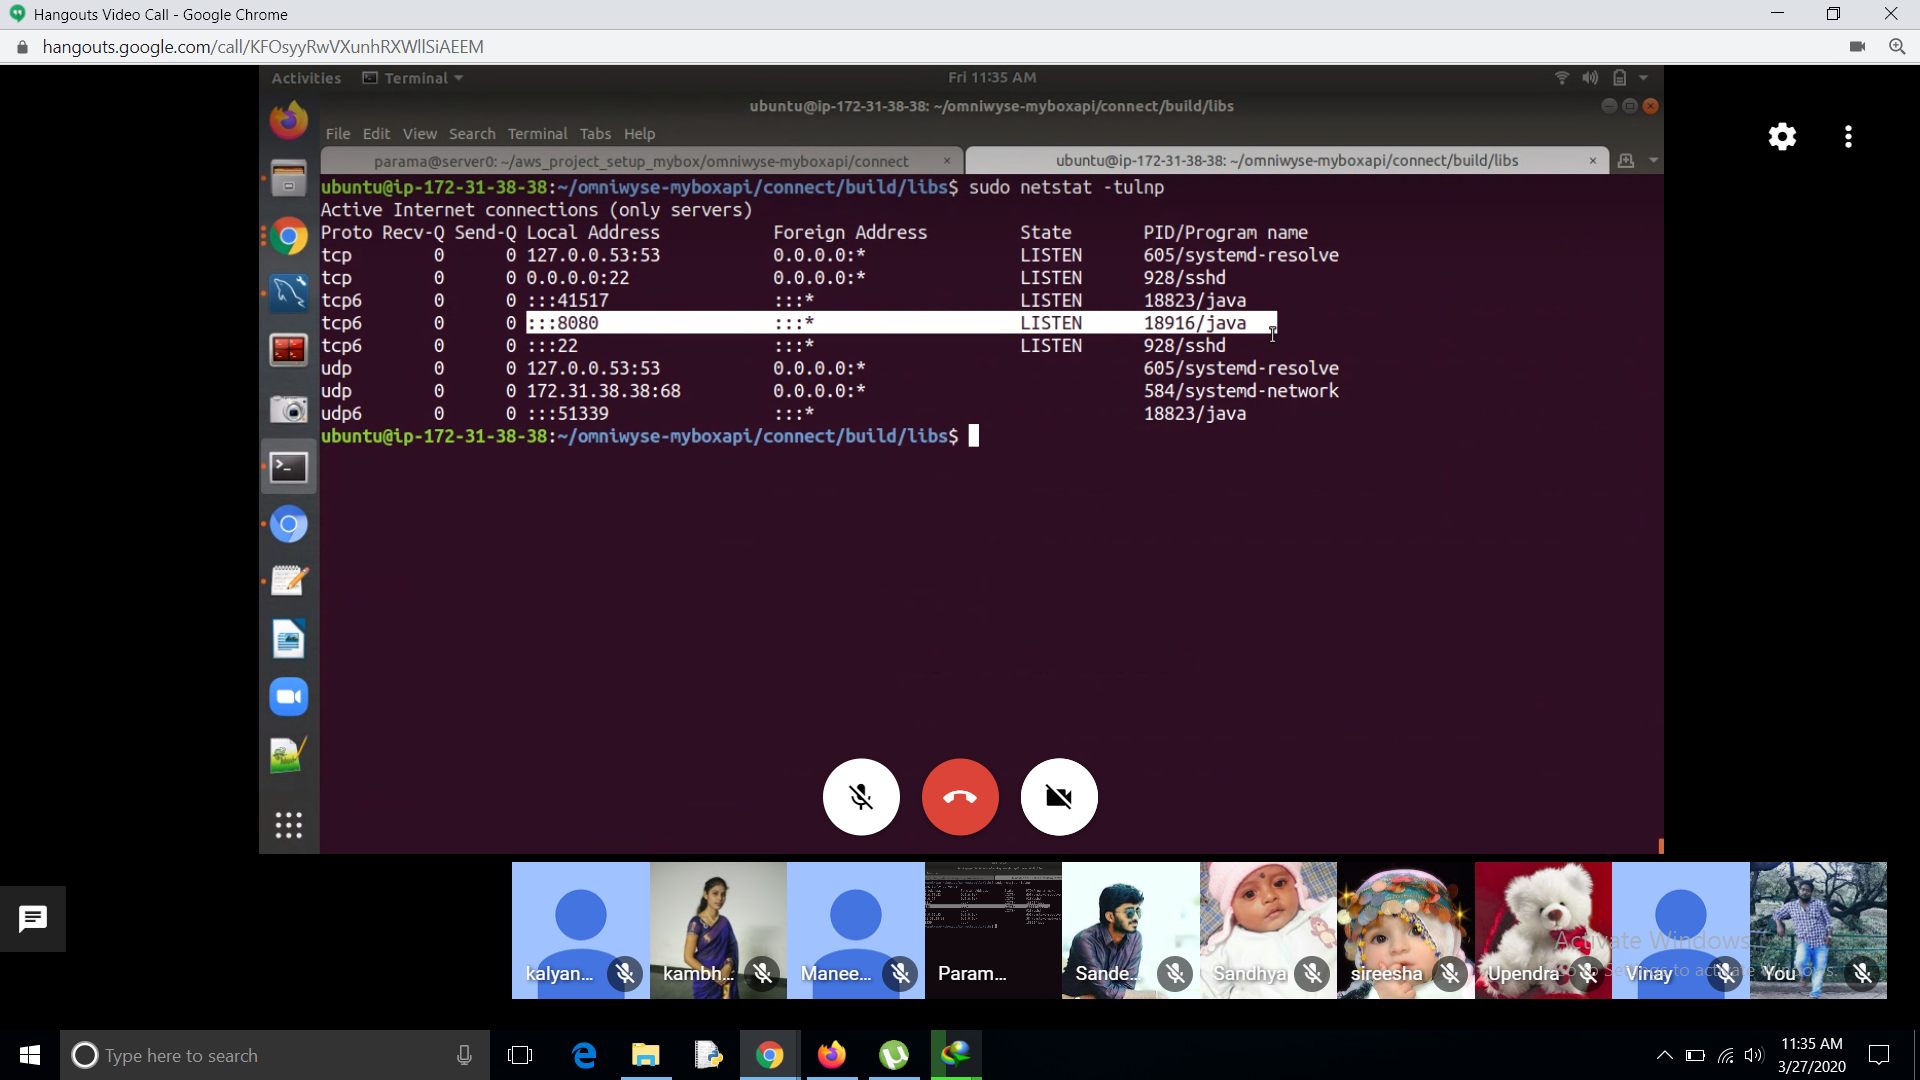 Hangouts Video Call - Google Chrome
hangouts.google.com/call/KFOsyyRwVXunhRXWllSiAEEM
Activities Terminal Fri 11:35 AM
ubuntu@ip-172-31-38-38: ~/omniwyse-myboxapi/connect/build/libs
File Edit View Search Terminal Tabs Help
parama@server0: ~/aws_project_setup_mybox/omniwyse-myboxapi/connect × ubuntu@ip-172-31-38-38: ~/omniwyse-myboxapi/connect/build/libs ×
ubuntu@ip-172-31-38-38:~/omniwyse-myboxapi/connect/build/libs$ sudo netstat -tulnp
Active Internet connections (only servers)
Proto Recv-Q Send-Q Local Address Foreign Address State PID/Program name
tcp 0 0 127.0.0.53:53 0.0.0.0:* LISTEN 605/systemd-resolve
tcp 0 0 0.0.0.0:22 0.0.0.0:* LISTEN 928/sshd
tcp6 0 0 :::41517 :::* LISTEN 18823/java
tcp6 0 0 :::8080 :::* LISTEN 18916/java
tcp6 0 0 :::22 :::* LISTEN 928/sshd
udp 0 0 127.0.0.53:53 0.0.0.0:* 605/systemd-resolve
udp 0 0 172.31.38.38:68 0.0.0.0:* 584/systemd-network
udp6 0 0 :::51339 :::* 18823/java
ubuntu@ip-172-31-38-38:~/omniwyse-myboxapi/connect/build/libs$
Activate Windows
kalyan... kambh... Manee... Param... Sande... Sandhya sireesha Upendra Vinay You
Type here to search
11:35 AM
3/27/2020